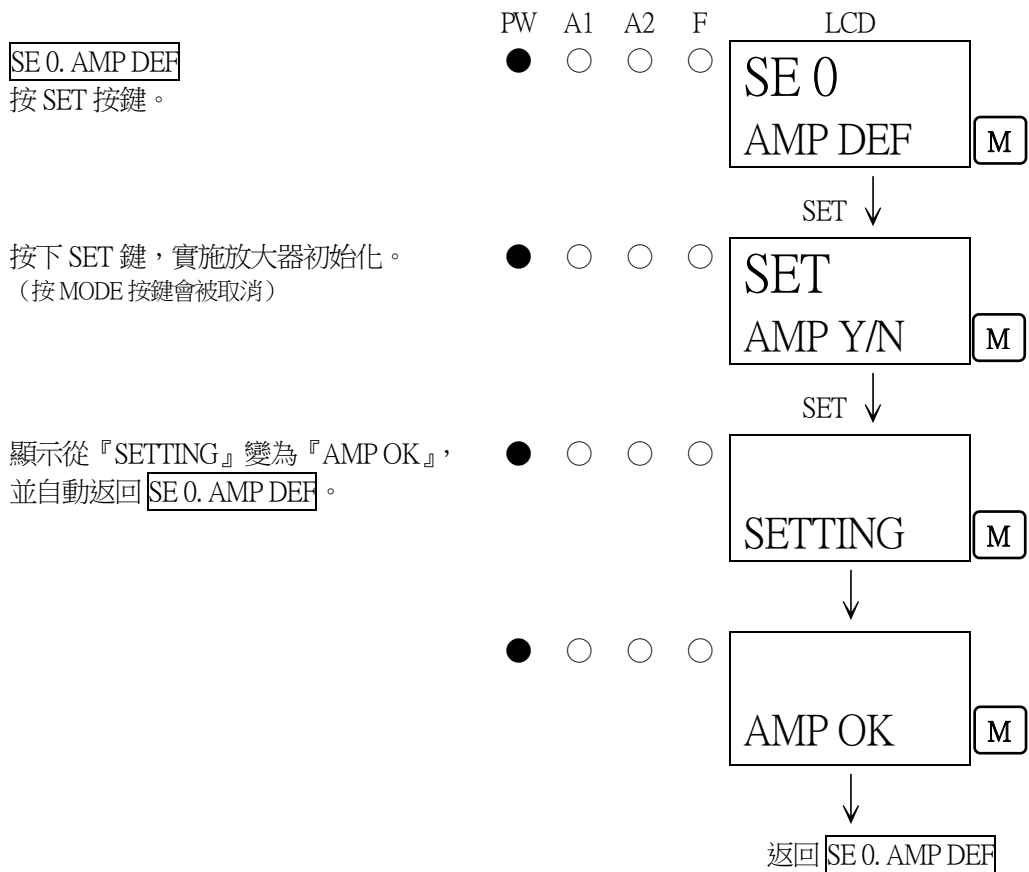 PW A1 A2 F LCD
SE 0. AMP DEF
按 SET 按鍵。
SE 0
AMP DEF
M
SET
按下 SET 鍵，實施放大器初始化。
（按 MODE 按鍵會被取消）
SET
AMP Y/N
M
SET
顯示從『SETTING』變為『AMP OK』，
並自動返回 SE 0. AMP DEF。
SETTING
M
AMP OK
M
返回 SE 0. AMP DEF